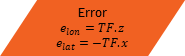 Error
e_lon = TF.z
e_lat = −TF.x